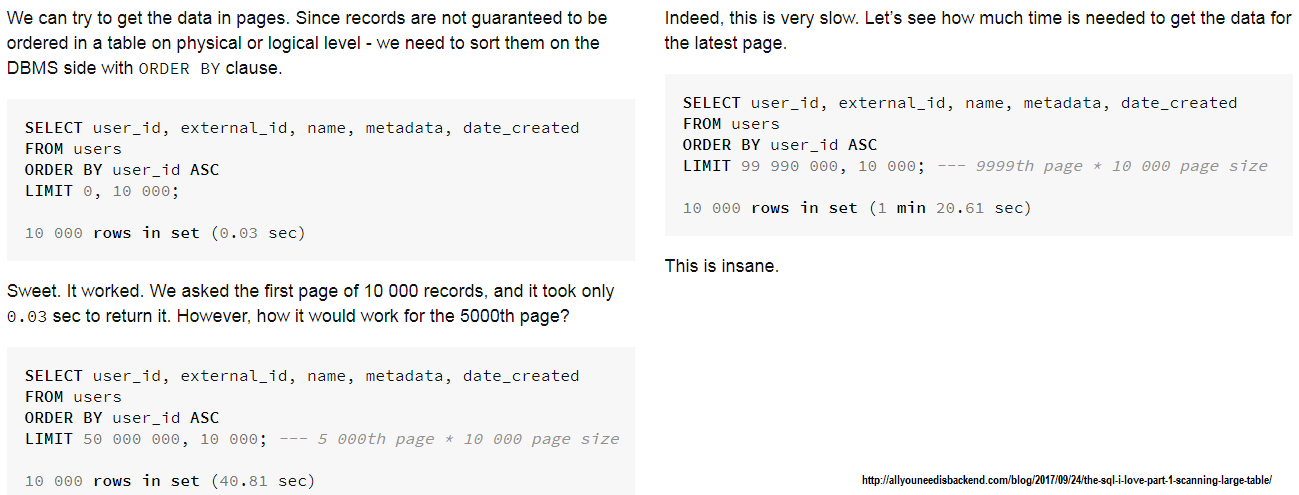 We can try to get the data in pages. Since records are not guaranteed to be
ordered in a table on physical or logical level - we need to sort them on the
DBMS side with ORDER BY clause.
SELECT user_id, external_id, name, metadata, date_created
FROM users
ORDER BY user_id ASC
LIMIT 0, 10 000;
10 000 rows in set (0.03 sec)
Sweet. It worked. We asked the first page of 10 000 records, and it took only
0.03 sec to return it. However, how it would work for the 5000th page?
SELECT user_id, external_id, name, metadata, date_created
FROM users
ORDER BY user_id ASC
LIMIT 50 000 000, 10 000; --- 5 000th page * 10 000 page size
10 000 rows in set (40.81 sec)
Indeed, this is very slow. Let’s see how much time is needed to get the data for
the latest page.
SELECT user_id, external_id, name, metadata, date_created
FROM users
ORDER BY user_id ASC
LIMIT 99 990 000, 10 000; --- 9999th page * 10 000 page size
10 000 rows in set (1 min 20.61 sec)
This is insane.
http://allyouneedisbackend.com/blog/2017/09/24/the-sql-i-love-part-1-scanning-large-table/